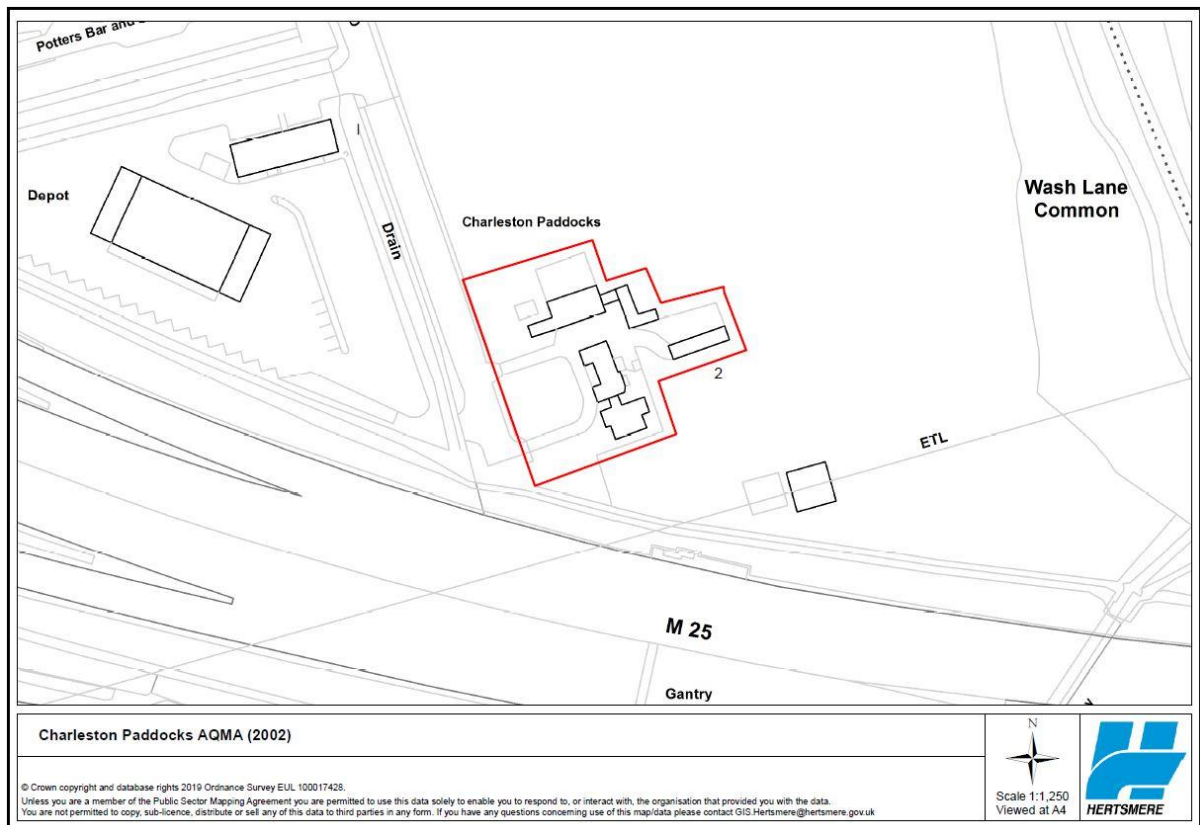 Potters Bar and
Depot
Drain
Charleston Paddocks
Wash Lane
Common
2
ETL
M 25
Gantry
Charleston Paddocks AQMA (2002)
© Crown copyright and database rights 2019 Ordnance Survey EUL 100017428.
Unless you are a member of the Public Sector Mapping Agreement you are permitted to use this data solely to enable you to respond to, or interact with, the organisation that provided you with the data.
You are not permitted to copy, sub-licence, distribute or sell any of this data to third parties in any form. If you have any questions concerning use of this map/data please contact GIS.Hertsmere@hertsmere.gov.uk
N
Scale 1:1,250
Viewed at A4
HERTSMERE